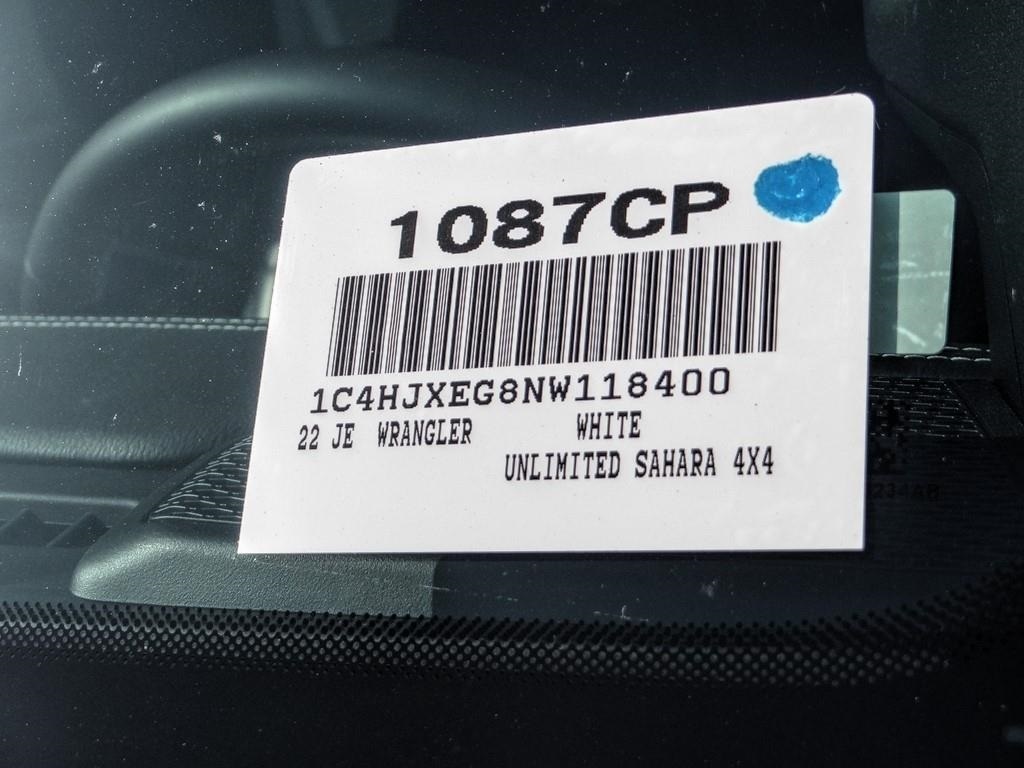 1087CP
1C4HJXEG8NW118400
22 JE WRANGLER WHITE
UNLIMITED SAHARA 4X4